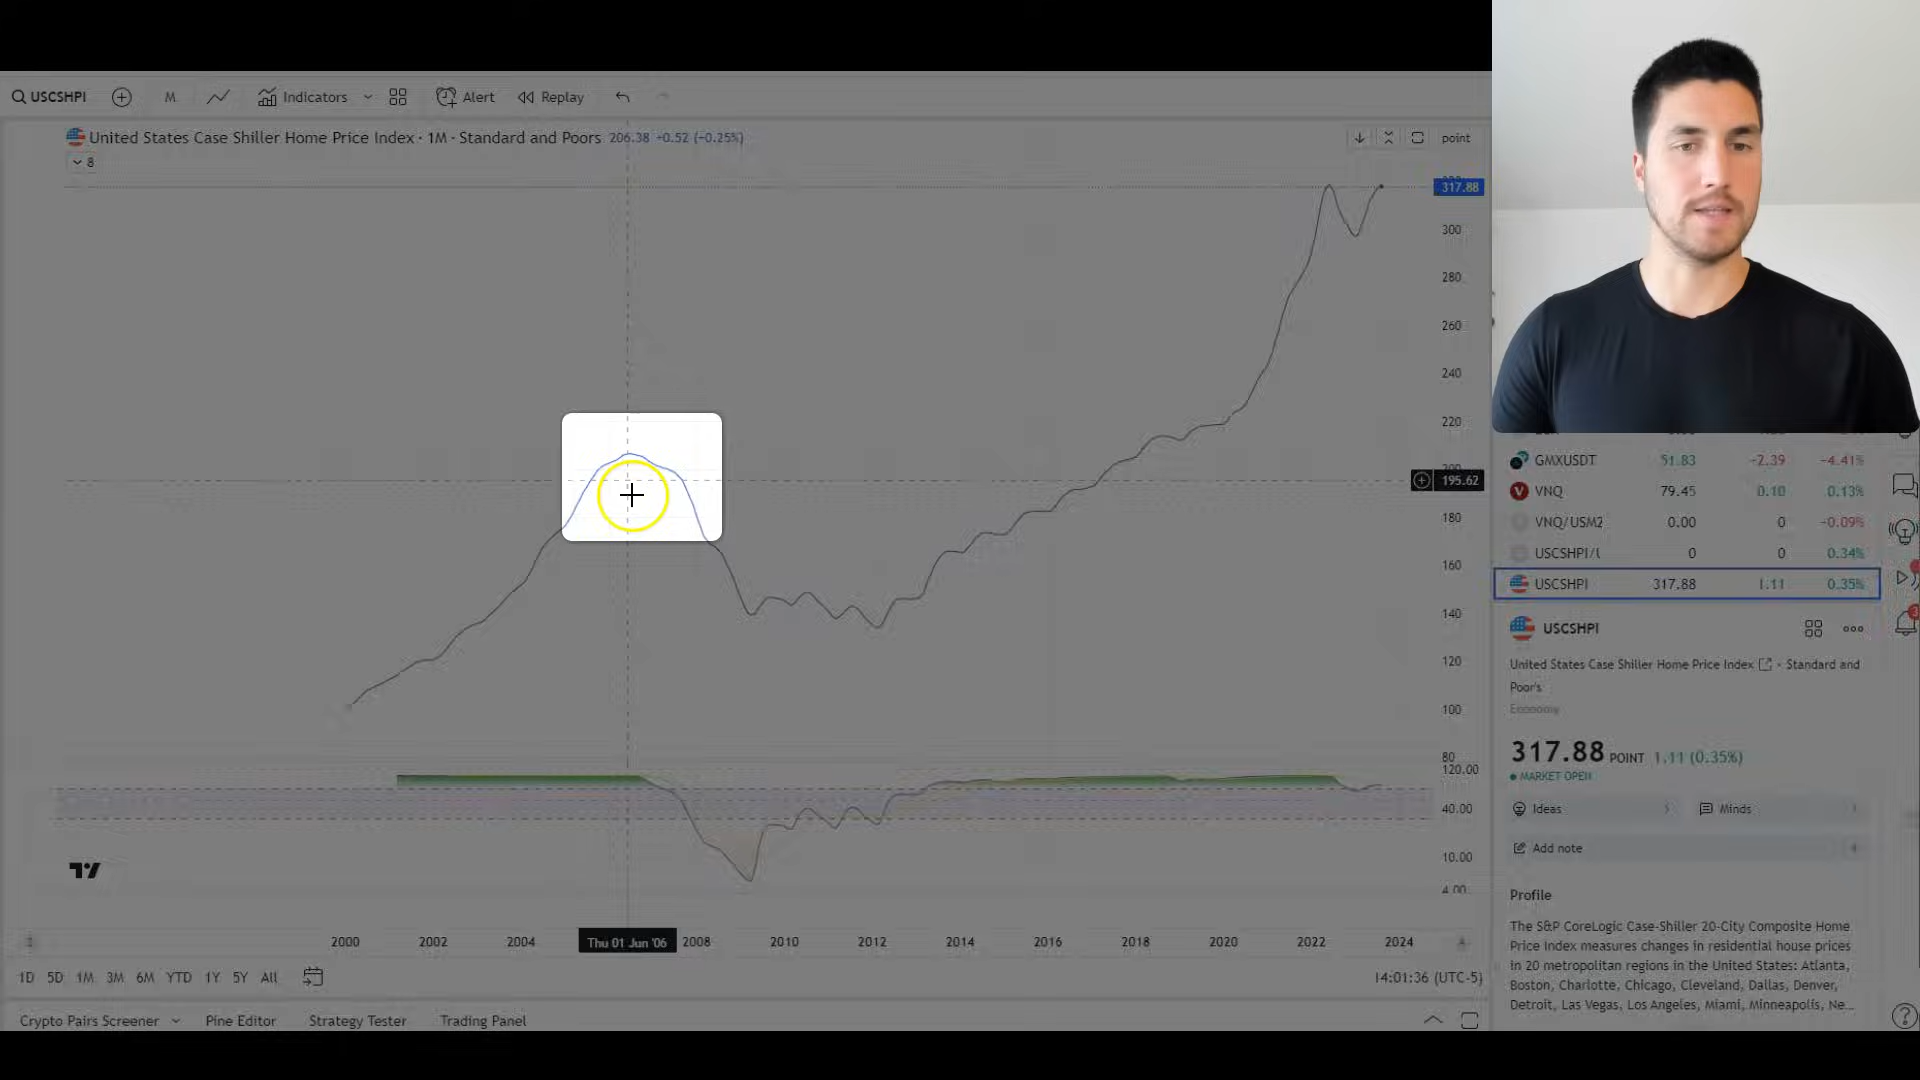 USCSHPI
M
Indicators
Alert
Replay
United States Case Shiller Home Price Index · 1M · Standard and Poors 206.38 +0.52 (−0.25%)
point
8
317.88
300
280
260
240
220
195.62
180
160
140
120
100
80
120.00
40.00
10.00
4.00
2000
2002
2004
Thu 01 Jun '06
2008
2010
2012
2014
2016
2018
2020
2022
2024
1D 5D 1M 3M 6M YTD 1Y 5Y All
14:01:36 (UTC-5)
Crypto Pairs Screener
Pine Editor
Strategy Tester
Trading Panel
GMXUSDT 51.83 −2.39 −4.41%
VNQ 79.45 0.10 0.13%
VNQ/USM2 0.00 0 −0.09%
USCSHPI/ 0 0 0.34%
USCSHPI 317.88 1.11 0.35%
USCSHPI
United States Case Shiller Home Price Index · Standard and
Poor's
Economy
317.88 POINT 1.11 (0.35%)
MARKET OPEN
Ideas
Minds
Add note
Profile
The S&P CoreLogic Case-Shiller 20-City Composite Home
Price Index measures changes in residential house prices
in 20 metropolitan regions in the United States: Atlanta,
Boston, Charlotte, Chicago, Cleveland, Dallas, Denver,
Detroit, Las Vegas, Los Angeles, Miami, Minneapolis, Ne...